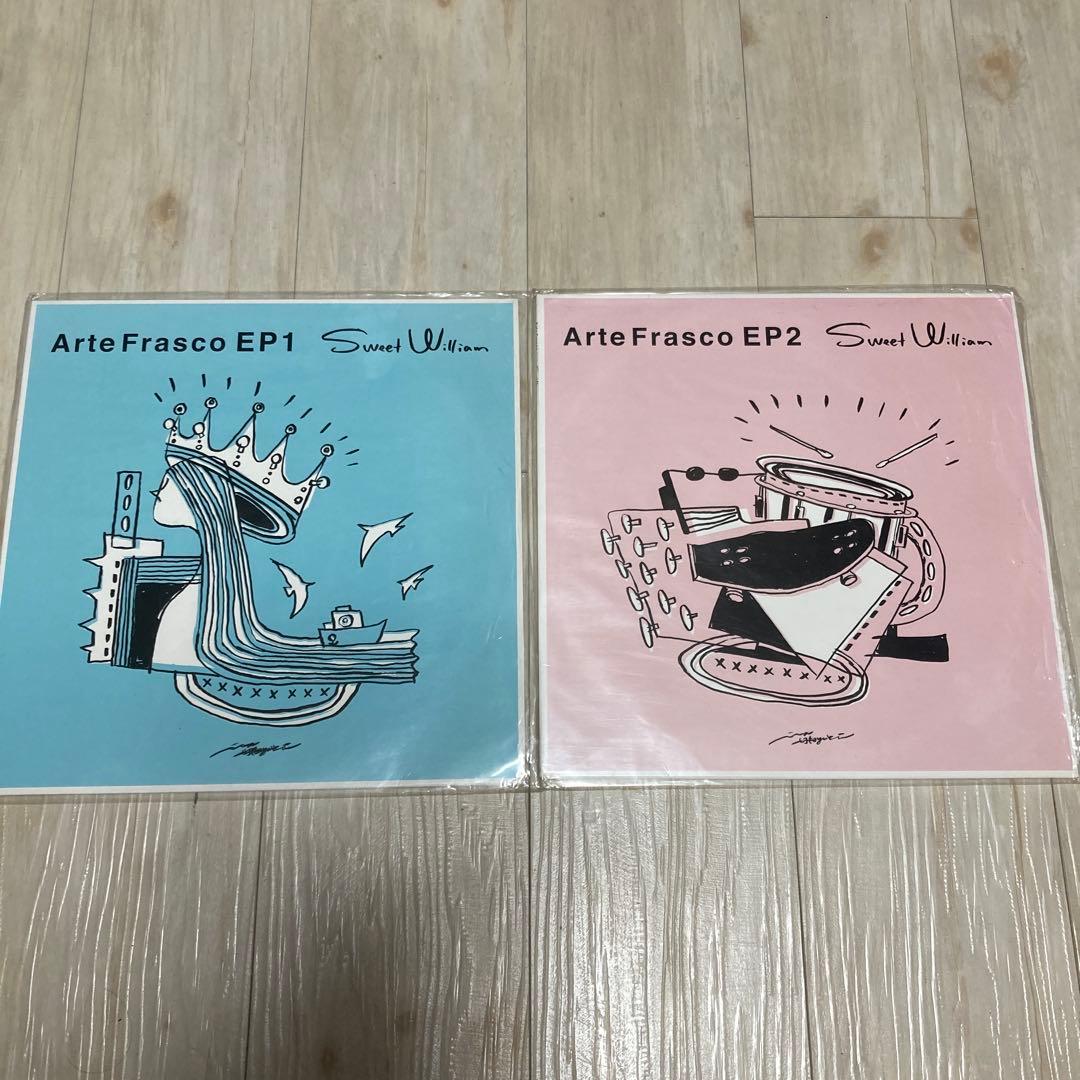 Arte Frasco EP1 Sweet William
Arte Frasco EP2 Sweet William